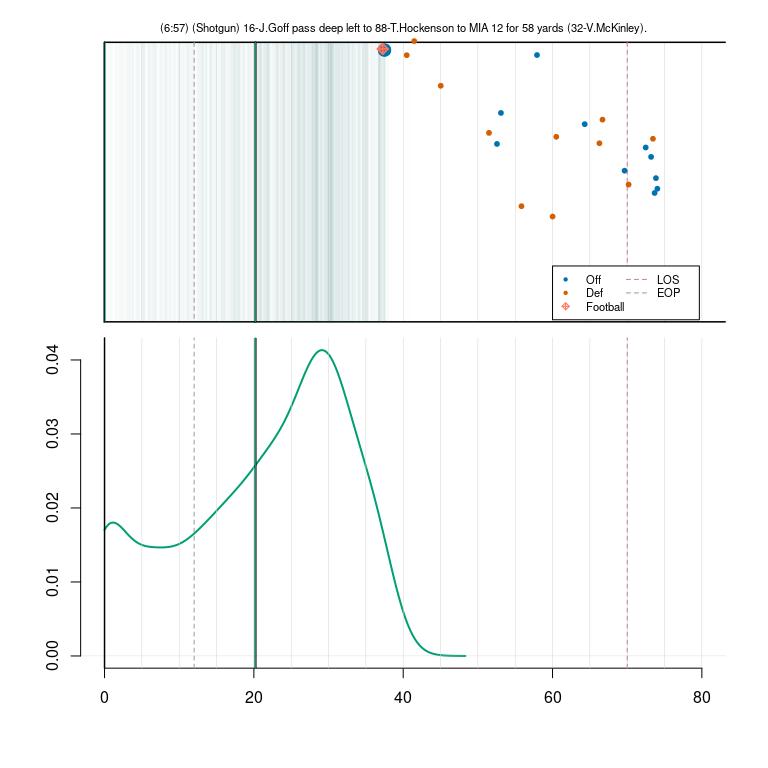 (6:57) (Shotgun) 16-J.Goff pass deep left to 88-T.Hockenson to MIA 12 for 58 yards (32-V.McKinley).
Off LOS
Def EOP
Football
0.04
0.03
0.02
0.01
0.00
0 20 40 60 80